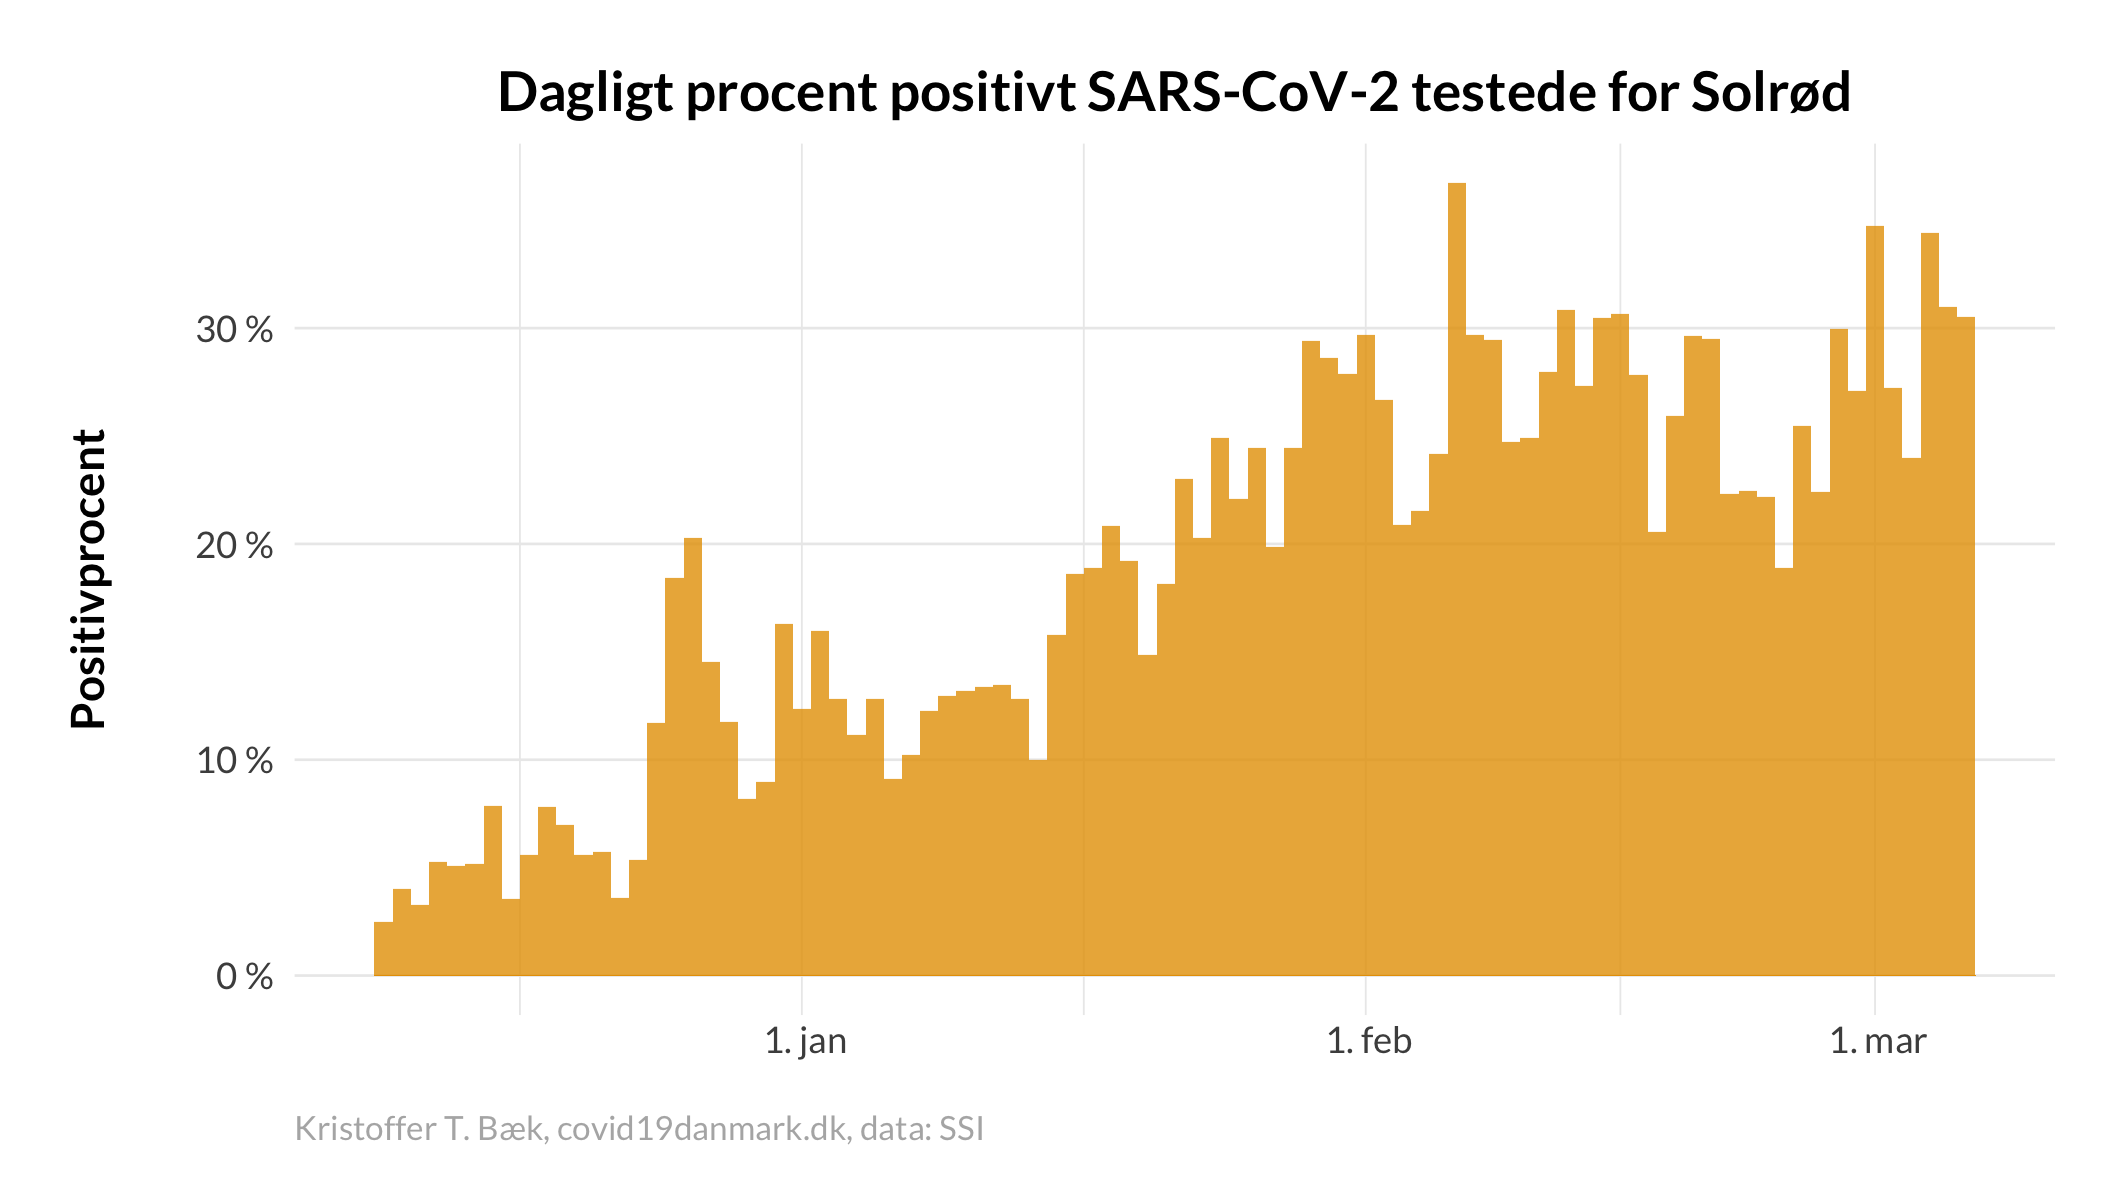 Dagligt procent positivt SARS-CoV-2 testede for Solrød
Positivprocent
30 %
20 %
10 %
0 %
1. jan
1. feb
1. mar
Kristoffer T. Bæk, covid19danmark.dk, data: SSI